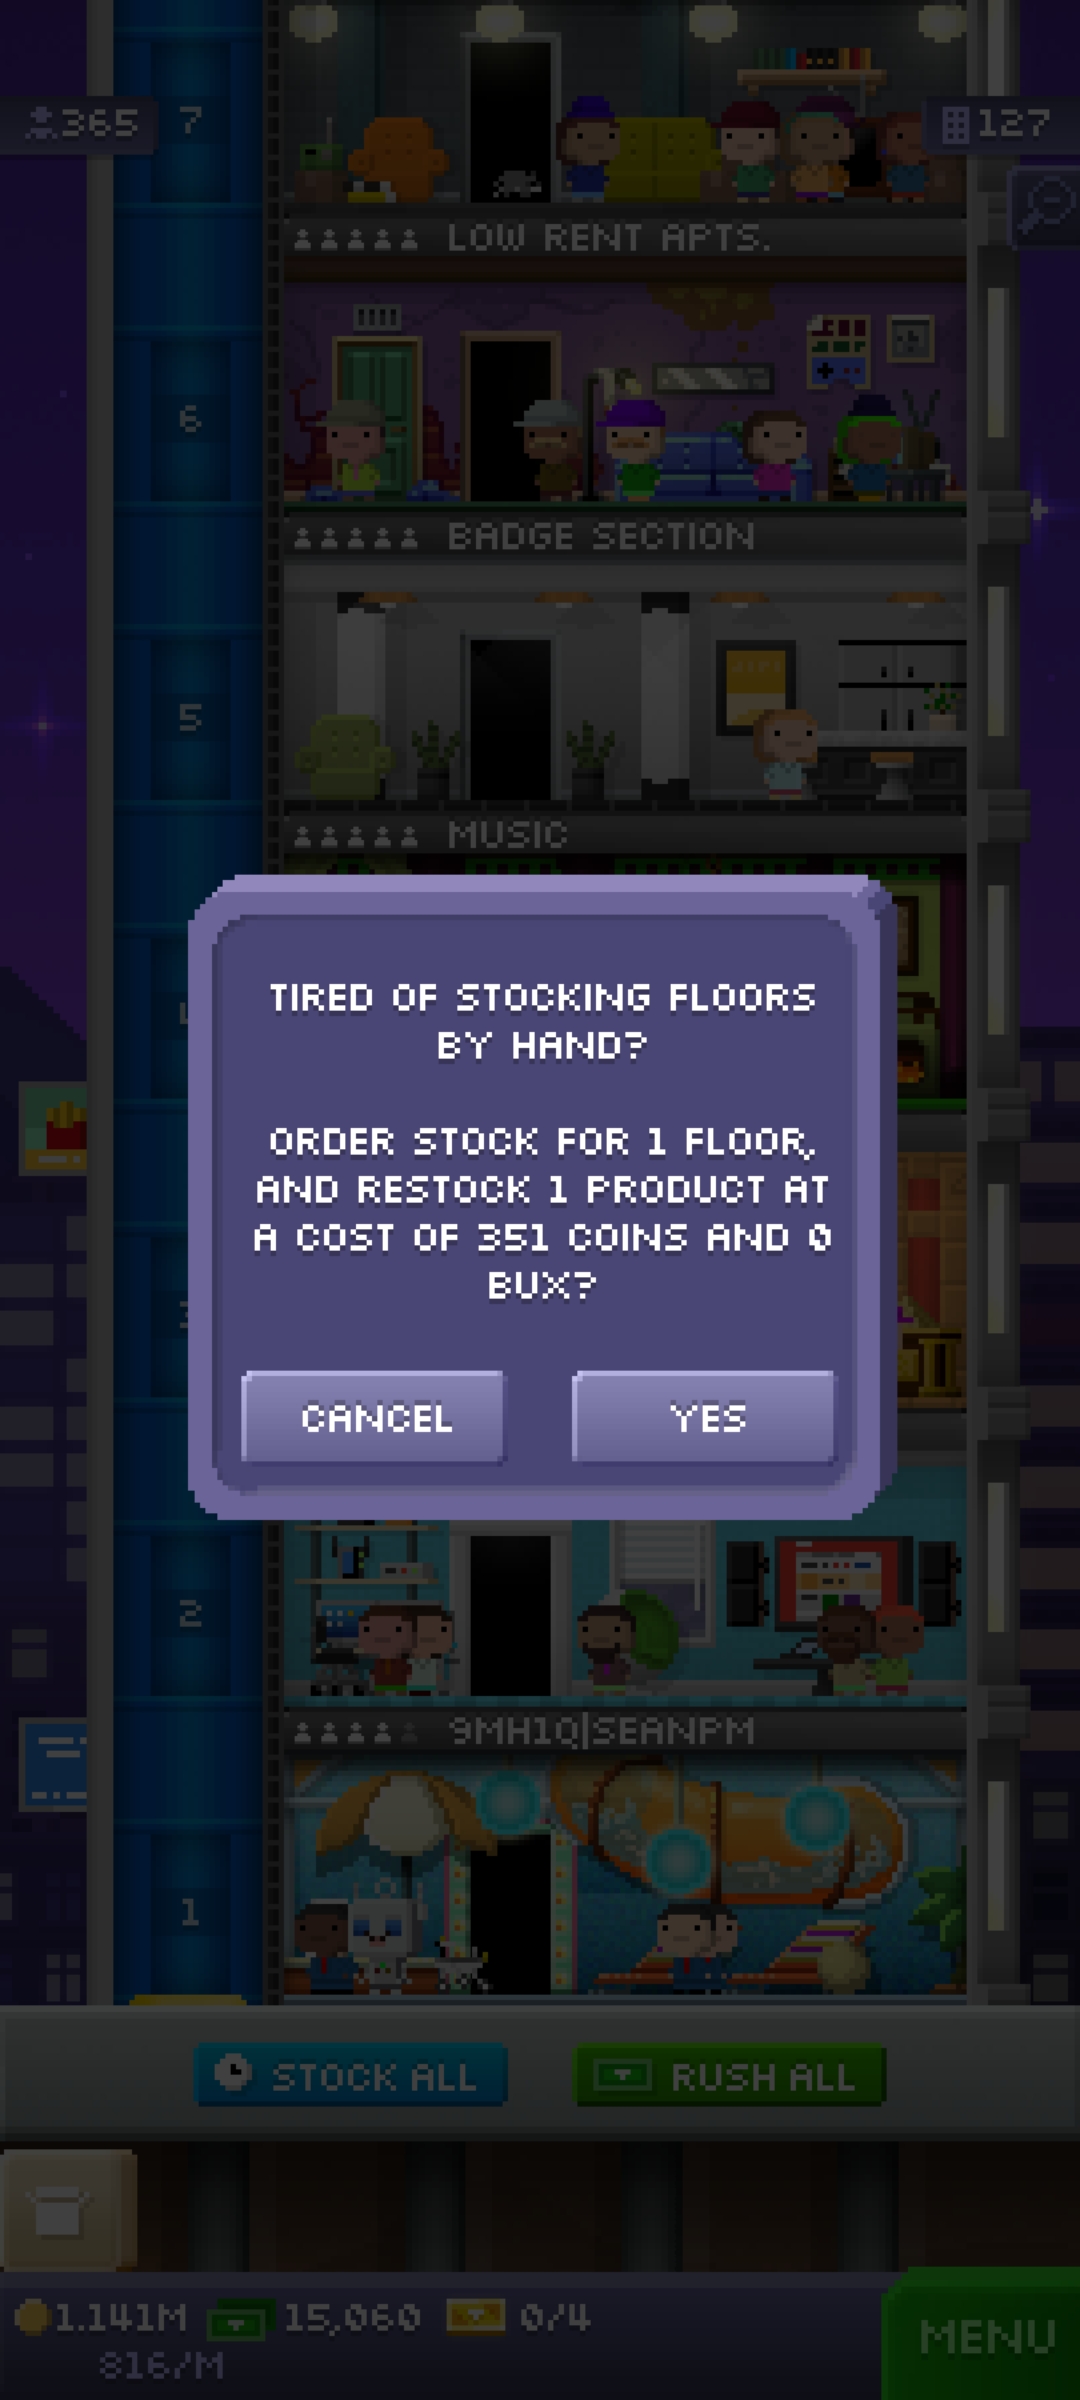 365
7
127
LOW RENT APTS.
6
BADGE SECTION
5
MUSIC
TIRED OF STOCKING FLOORS
BY HAND?
ORDER STOCK FOR 1 FLOOR,
AND RESTOCK 1 PRODUCT AT
A COST OF 351 COINS AND 0
BUX?
CANCEL
YES
2
9MH1Q|SEANPM
1
STOCK ALL
RUSH ALL
1.141M
15,060
0/4
816/M
MENU